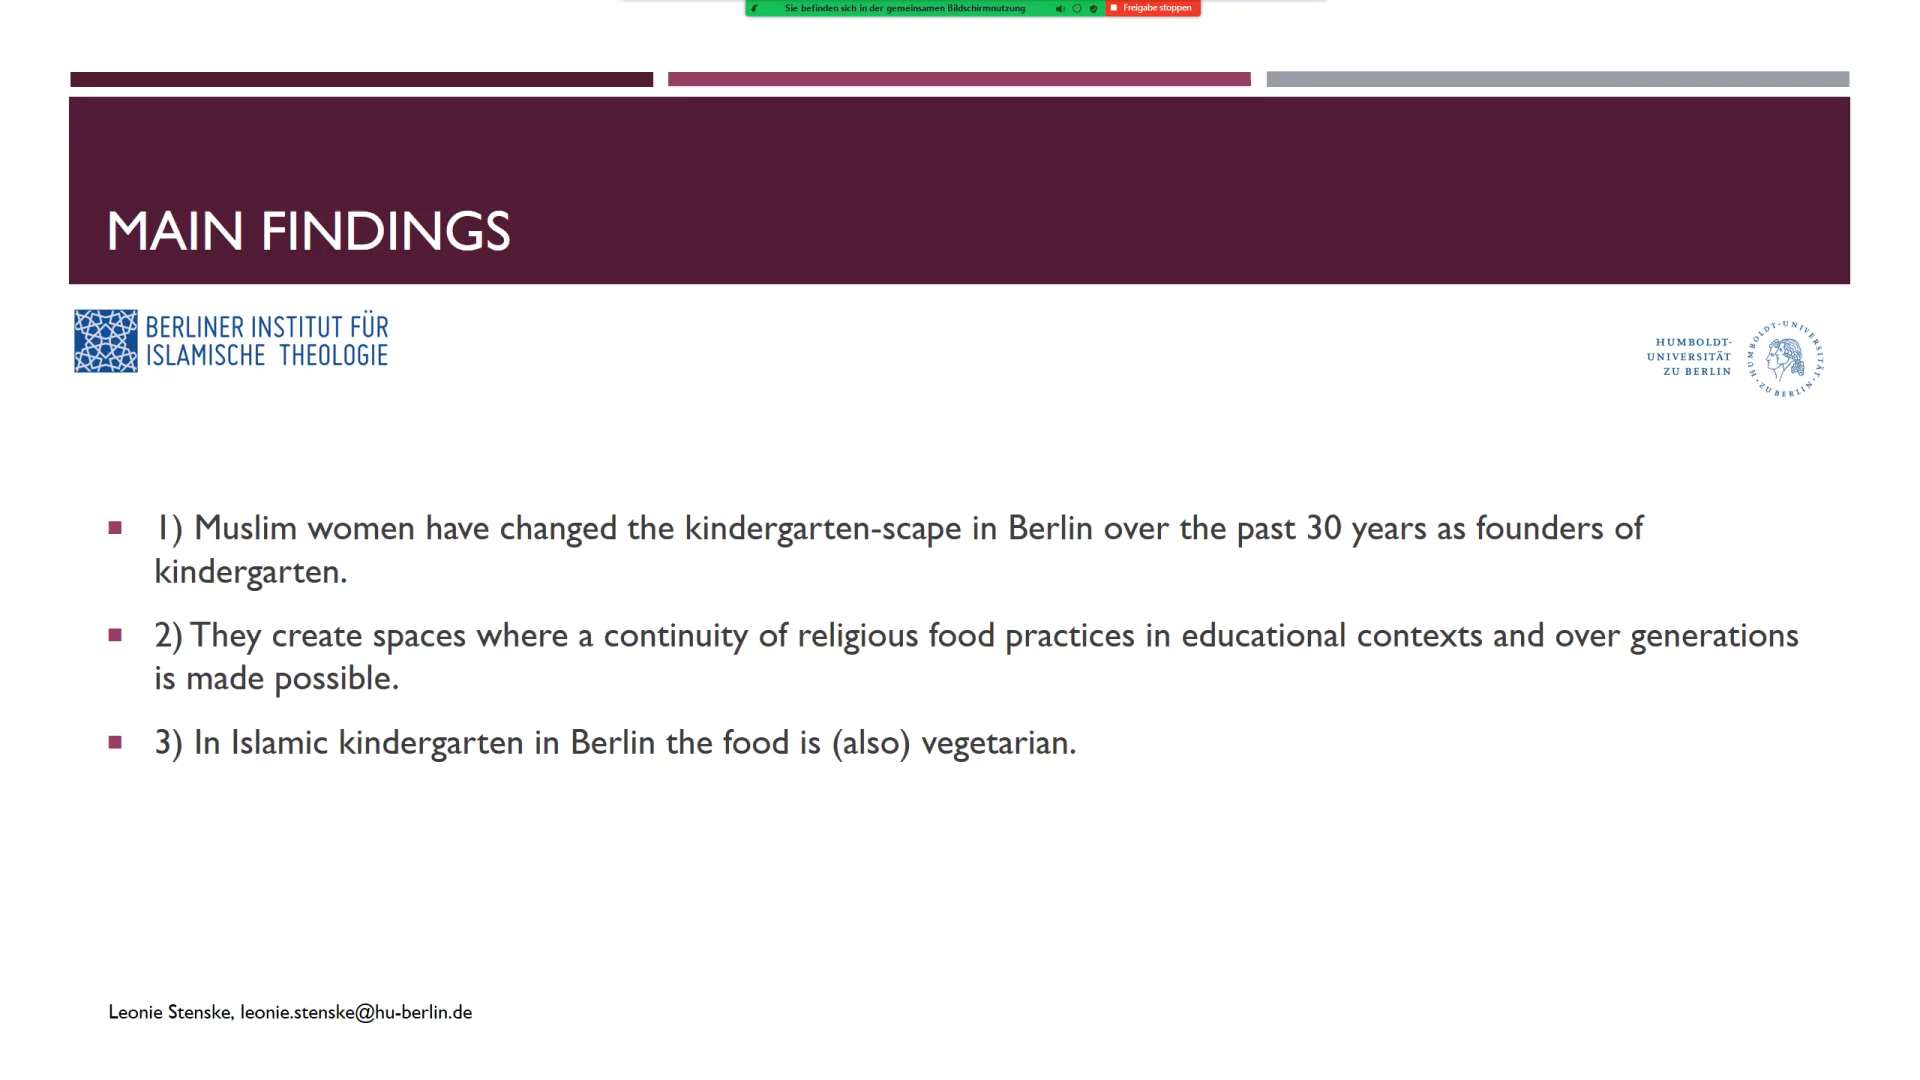 Sie befinden sich in der gemeinsamen Bildschirmnutzung
Freigabe stoppen
MAIN FINDINGS
BERLINER INSTITUT FÜR
ISLAMISCHE THEOLOGIE
HUMBOLDT-
UNIVERSITÄT
ZU BERLIN
HUMBOLDT-UNIVERSITÄT · ZU BERLIN ·
1) Muslim women have changed the kindergarten-scape in Berlin over the past 30 years as founders of
kindergarten.
2) They create spaces where a continuity of religious food practices in educational contexts and over generations
is made possible.
3) In Islamic kindergarten in Berlin the food is (also) vegetarian.
Leonie Stenske, leonie.stenske@hu-berlin.de